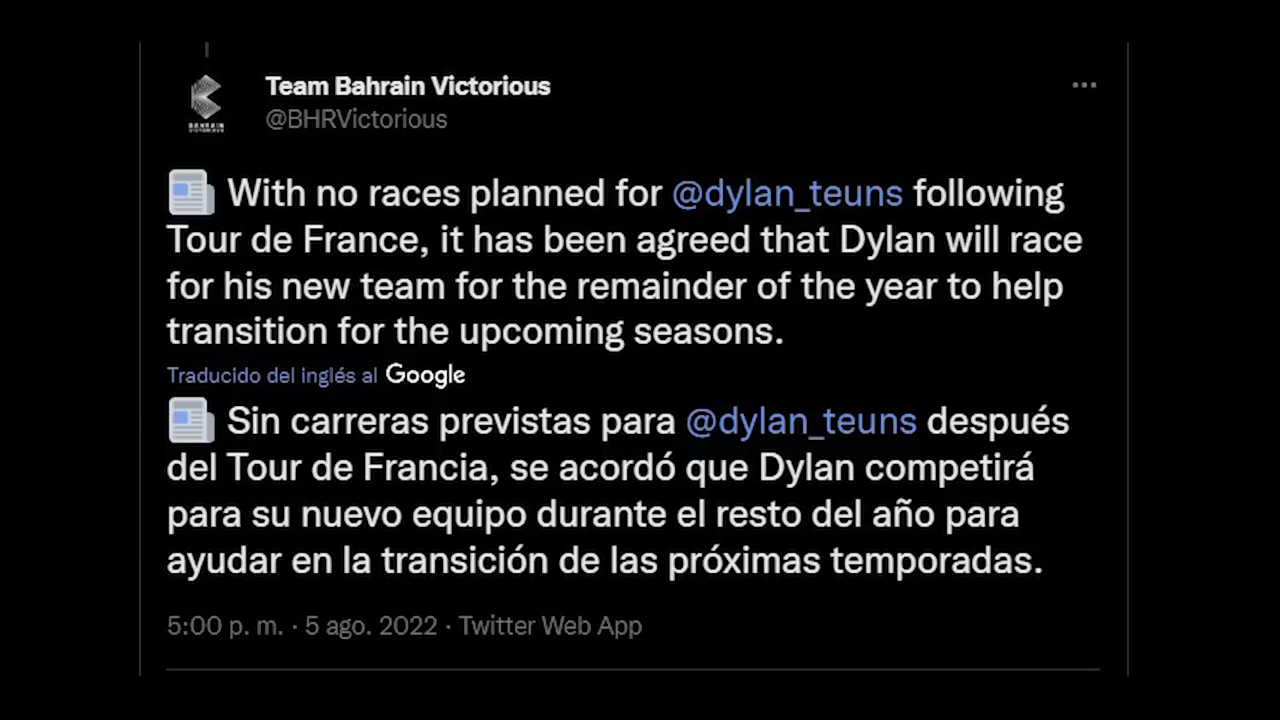 Team Bahrain Victorious
@BHRVictorious
BAHRAIN
VICTORIOUS
With no races planned for @dylan_teuns following
Tour de France, it has been agreed that Dylan will race
for his new team for the remainder of the year to help
transition for the upcoming seasons.
Traducido del inglés al Google
Sin carreras previstas para @dylan_teuns después
del Tour de Francia, se acordó que Dylan competirá
para su nuevo equipo durante el resto del año para
ayudar en la transición de las próximas temporadas.
5:00 p. m. · 5 ago. 2022 · Twitter Web App